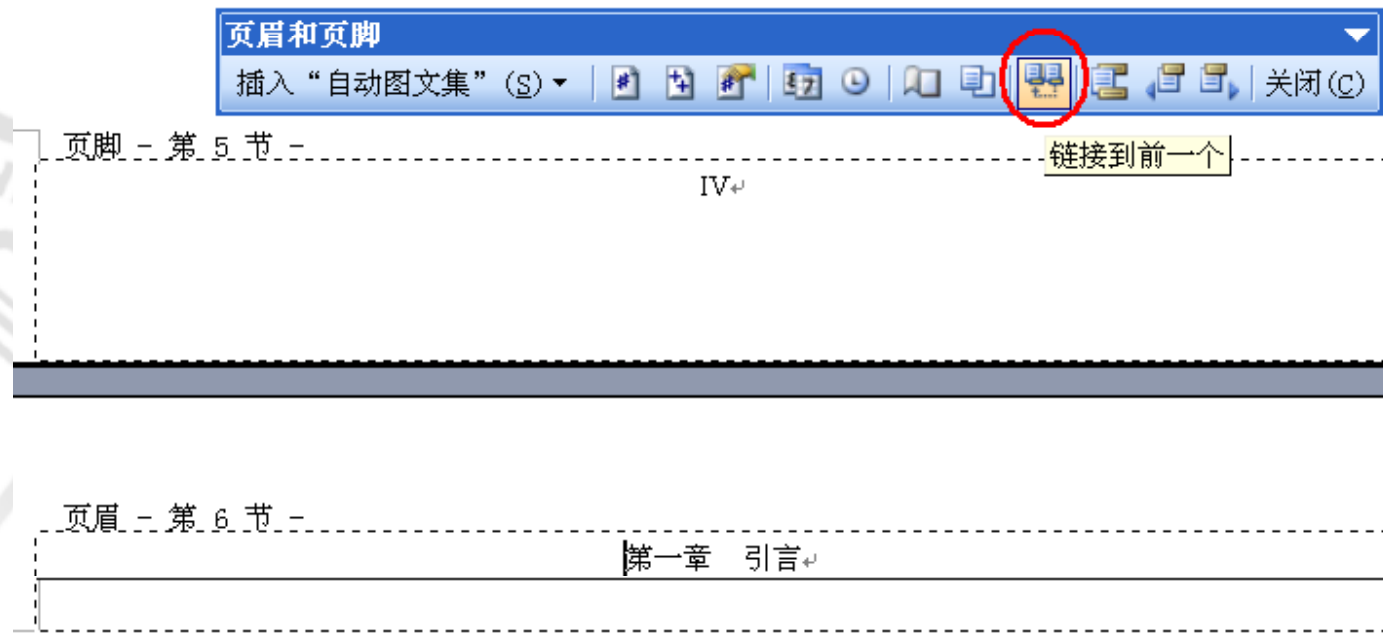 页眉和页脚
插入“自动图文集”(S) 关闭(C)
页脚 - 第 5 节 -
链接到前一个
IV
页眉 - 第 6 节 -
第一章 引言